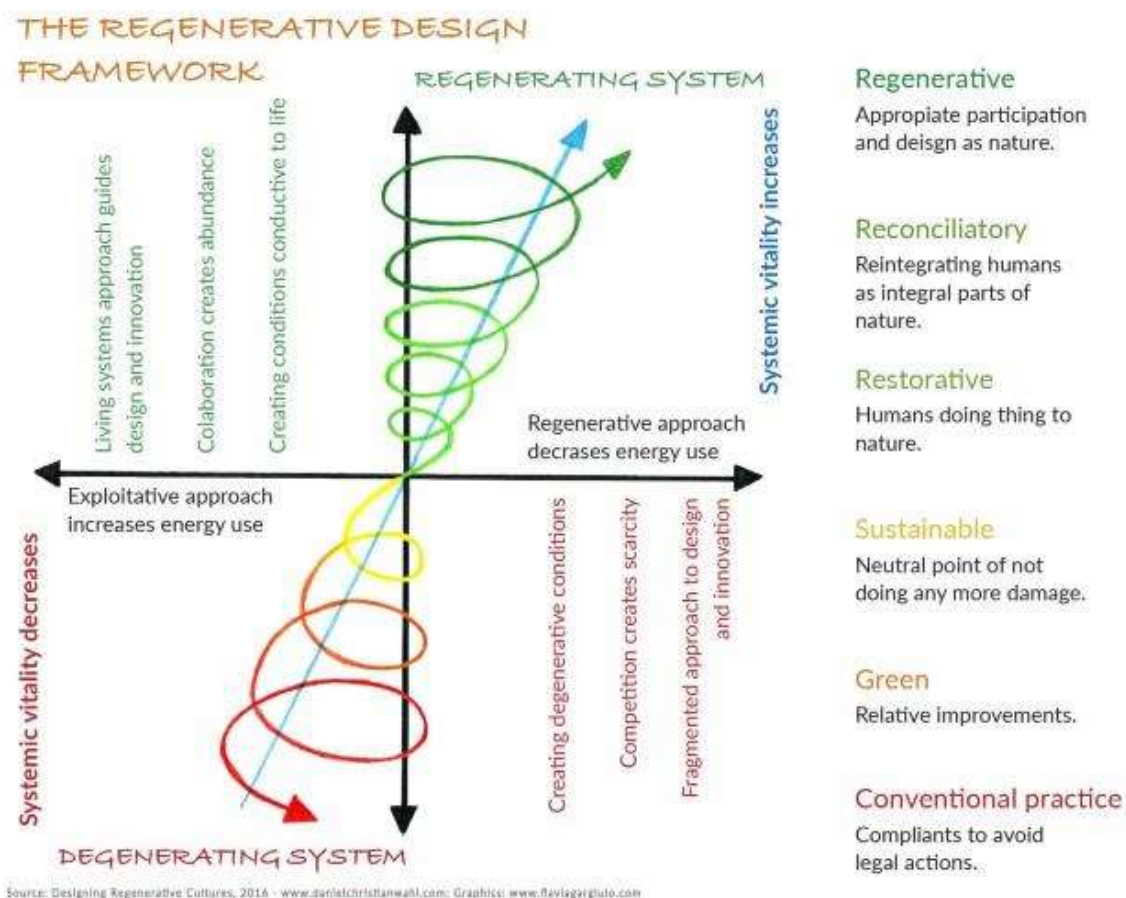 THE REGENERATIVE DESIGN
FRAMEWORK
REGENERATING SYSTEM
Living systems approach guides
design and innovation
Colaboration creates abundance
Creating conditions conductive to life
Systemic vitality increases
Regenerative approach
decrases energy use
Exploitative approach
increases energy use
Systemic vitality decreases
Creating degenerative conditions
Competition creates scarcity
Fragmented approach to design
and innovation
DEGENERATING SYSTEM
Regenerative
Appropiate participation
and deisgn as nature.
Reconciliatory
Reintegrating humans
as integral parts of
nature.
Restorative
Humans doing thing to
nature.
Sustainable
Neutral point of not
doing any more damage.
Green
Relative improvements.
Conventional practice
Compliants to avoid
legal actions.
Source: Designing Regenerative Cultures, 2016 - www.danielchristianwahl.com; Graphics: www.flaviagargiulo.com